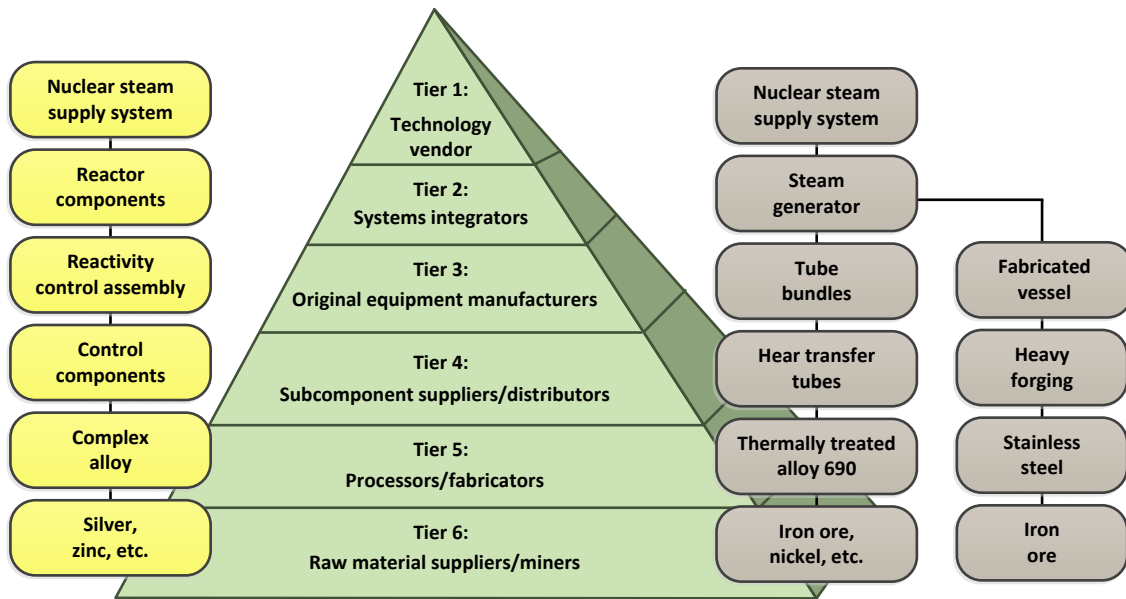 Nuclear steam
supply system
Reactor
components
Reactivity
control assembly
Control
components
Complex
alloy
Silver,
zinc, etc.
Tier 1:
Technology
vendor
Tier 2:
Systems integrators
Tier 3:
Original equipment manufacturers
Tier 4:
Subcomponent suppliers/distributors
Tier 5:
Processors/fabricators
Tier 6:
Raw material suppliers/miners
Nuclear steam
supply system
Steam
generator
Tube
bundles
Hear transfer
tubes
Thermally treated
alloy 690
Iron ore,
nickel, etc.
Fabricated
vessel
Heavy
forging
Stainless
steel
Iron
ore